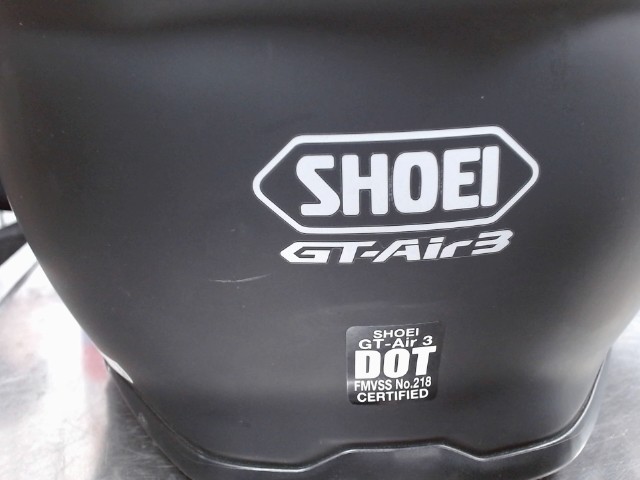 SHOEI
GT-Air3
SHOEI
GT-Air 3
DOT
FMVSS No.218
CERTIFIED